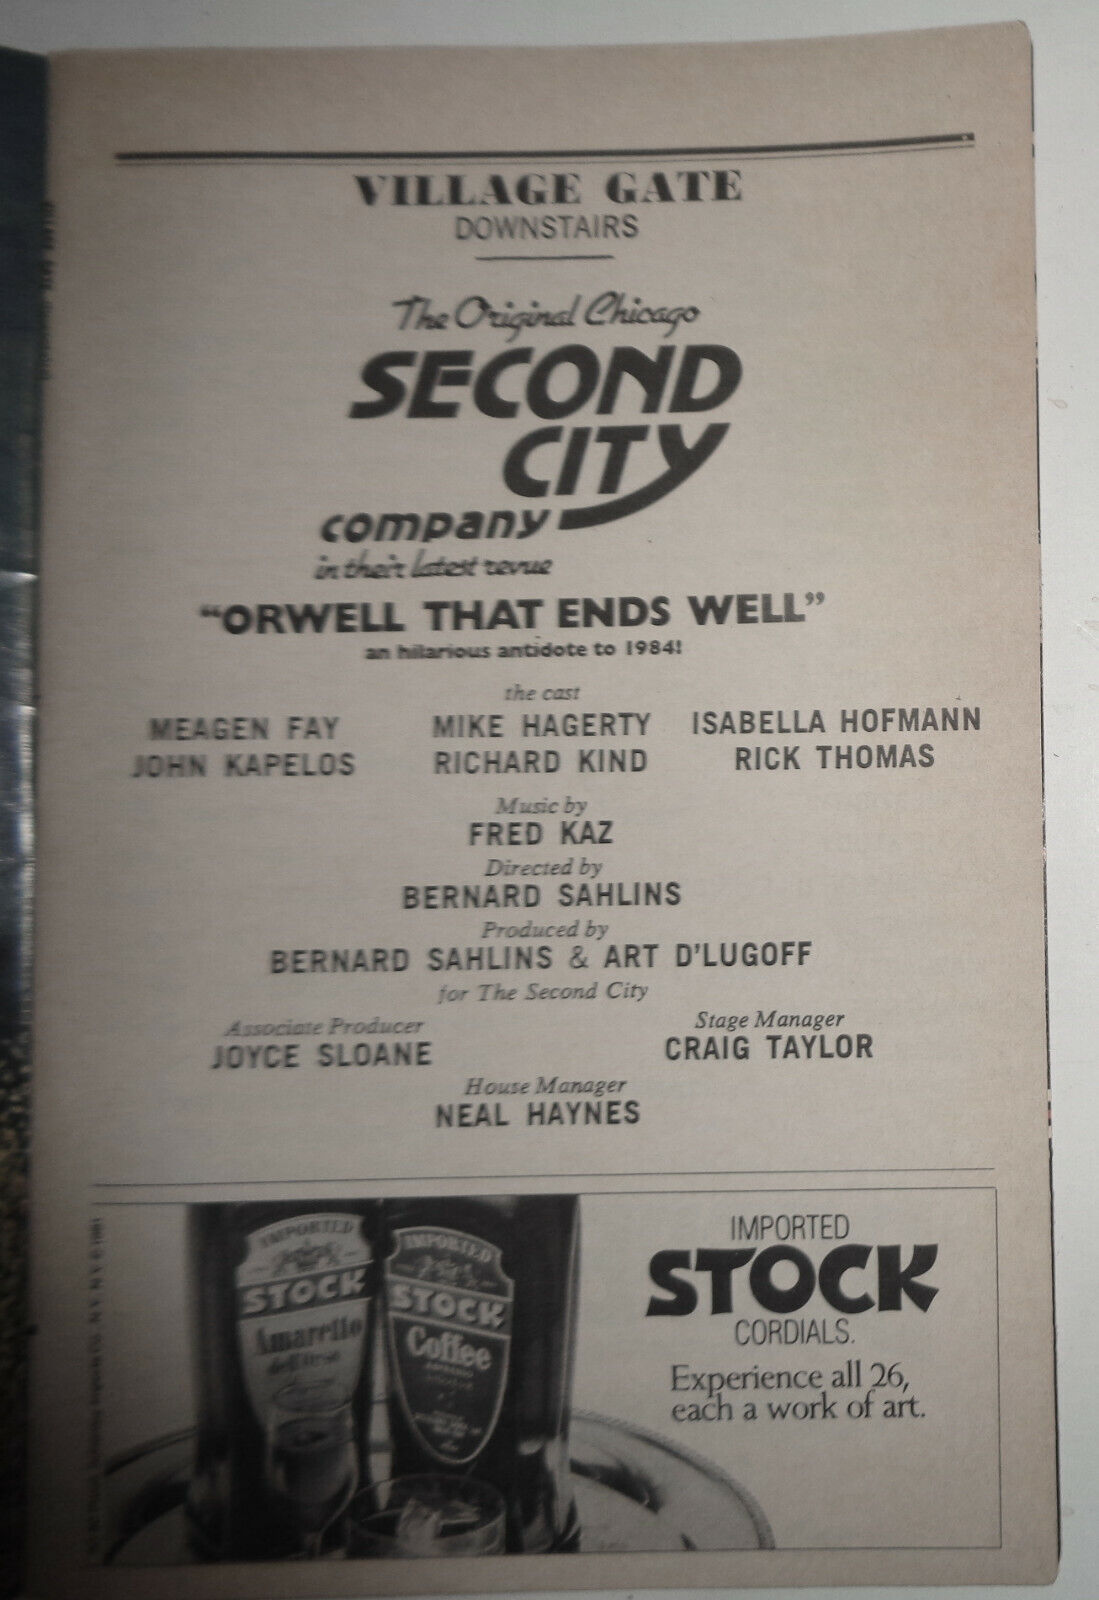 VILLAGE GATE
DOWNSTAIRS
The Original Chicago
SECOND
CITY
company
in their latest revue
"ORWELL THAT ENDS WELL"
an hilarious antidote to 1984!
the cast
MEAGEN FAY MIKE HAGERTY ISABELLA HOFMANN
JOHN KAPELOS RICHARD KIND RICK THOMAS
Music by
FRED KAZ
Directed by
BERNARD SAHLINS
Produced by
BERNARD SAHLINS & ART D'LUGOFF
for The Second City
Associate Producer Stage Manager
JOYCE SLOANE CRAIG TAYLOR
House Manager
NEAL HAYNES
IMPORTED
STOCK
CORDIALS.
Experience all 26,
each a work of art.
IMPORTED
STOCK
Amaretto
IMPORTED
STOCK
Coffee
N.Y. N.Y. © 1981